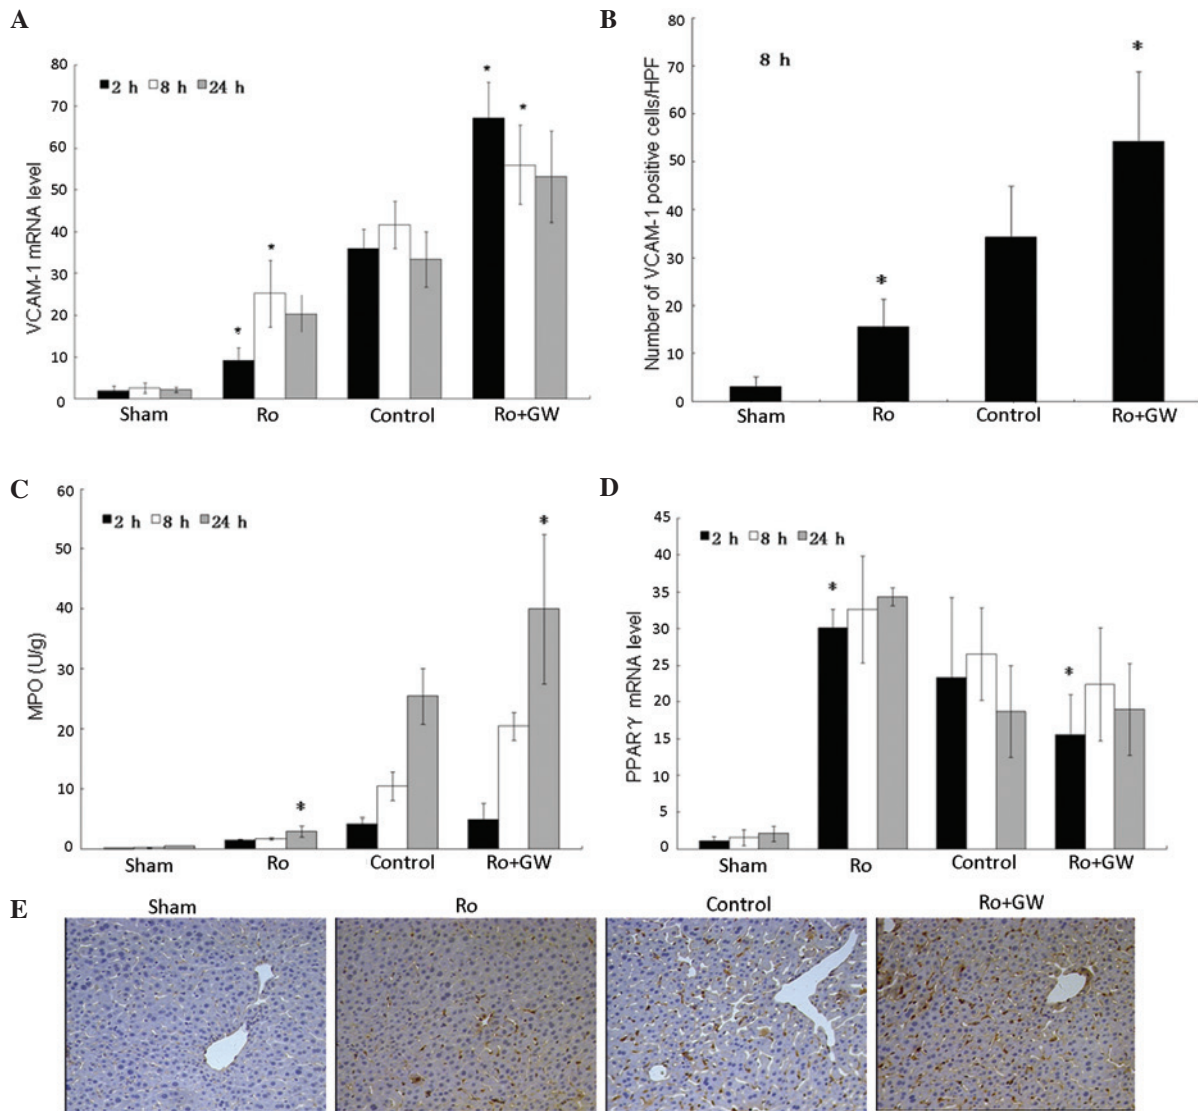 A
VCAM-1 mRNA level
80
70
60
50
40
30
20
10
0
2 h 8 h 24 h
*
*
*
*
Sham Ro Control Ro+GW
B
Number of VCAM-1 positive cells/HPF
80
70
60
50
40
30
20
10
0
8 h
*
*
Sham Ro Control Ro+GW
C
MPO (U/g)
60
50
40
30
20
10
0
2 h 8 h 24 h
*
*
Sham Ro Control Ro+GW
D
PPARγ mRNA level
45
40
35
30
25
20
15
10
5
0
2 h 8 h 24 h
*
*
Sham Ro Control Ro+GW
E
Sham Ro Control Ro+GW